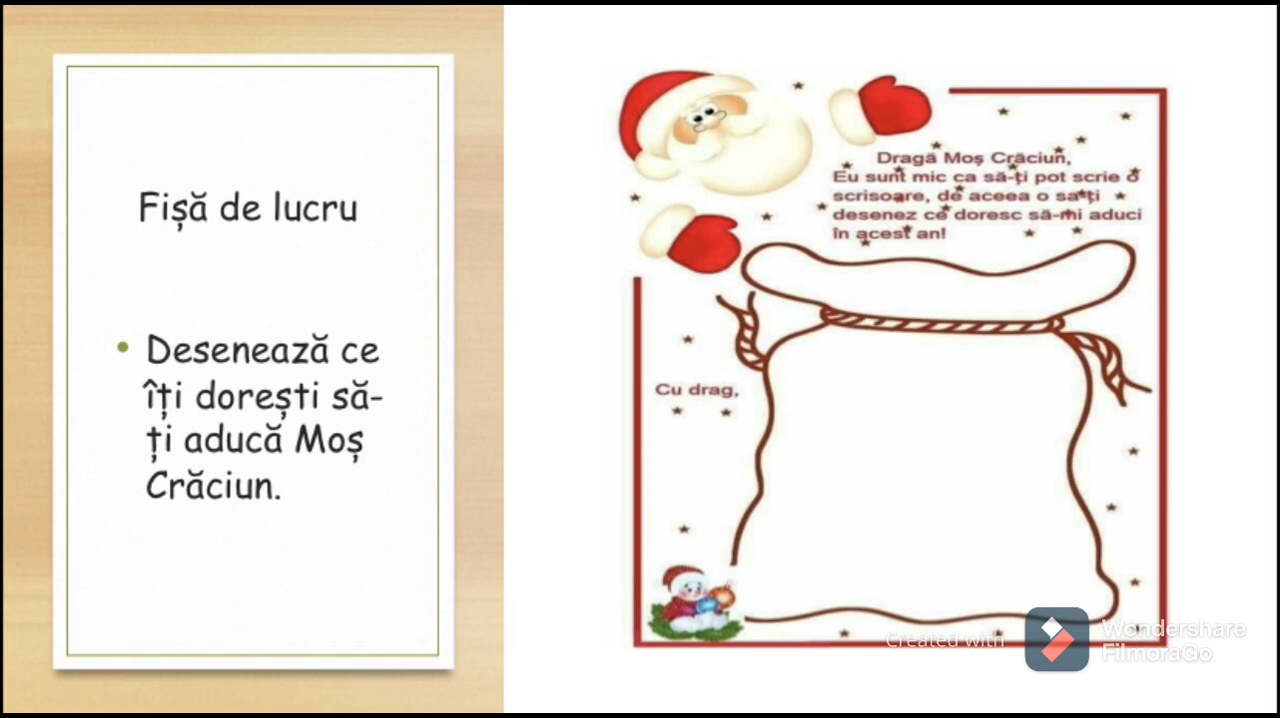 Fișă de lucru
Desenează ce
îți dorești să-
ți aducă Moș
Crăciun.
Dragă Moș Crăciun,
Eu sunt mic ca să-ți pot scrie o
scrisoare, de aceea o sa-ți
desenez ce doresc să-mi aduci
în acest an!
Cu drag,
Created with
Wondershare
FilmoraGo